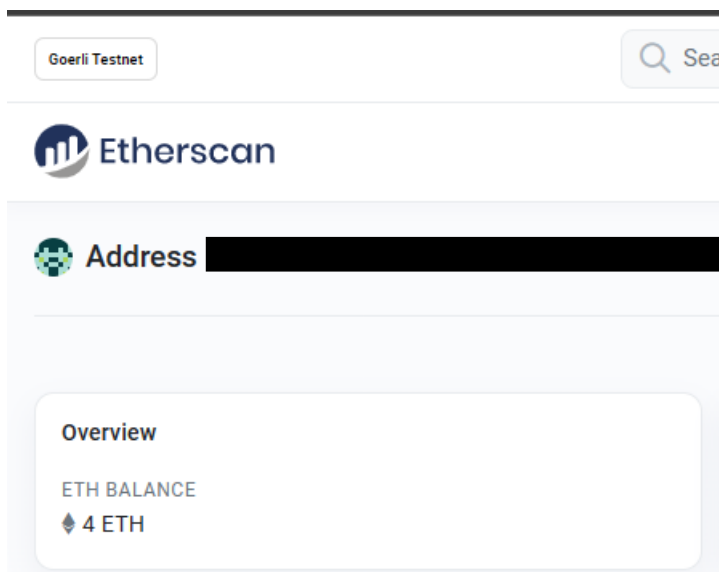 Goerli Testnet
Sea
Etherscan
Address
Overview
ETH BALANCE
4 ETH